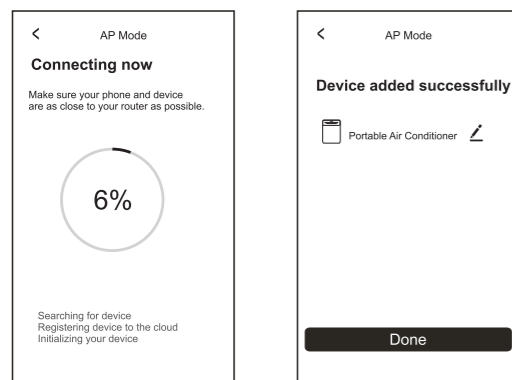 AP Mode
Connecting now
Make sure your phone and device
are as close to your router as possible.
6%
Searching for device
Registering device to the cloud
Initializing your device
AP Mode
Device added successfully
Portable Air Conditioner
Done